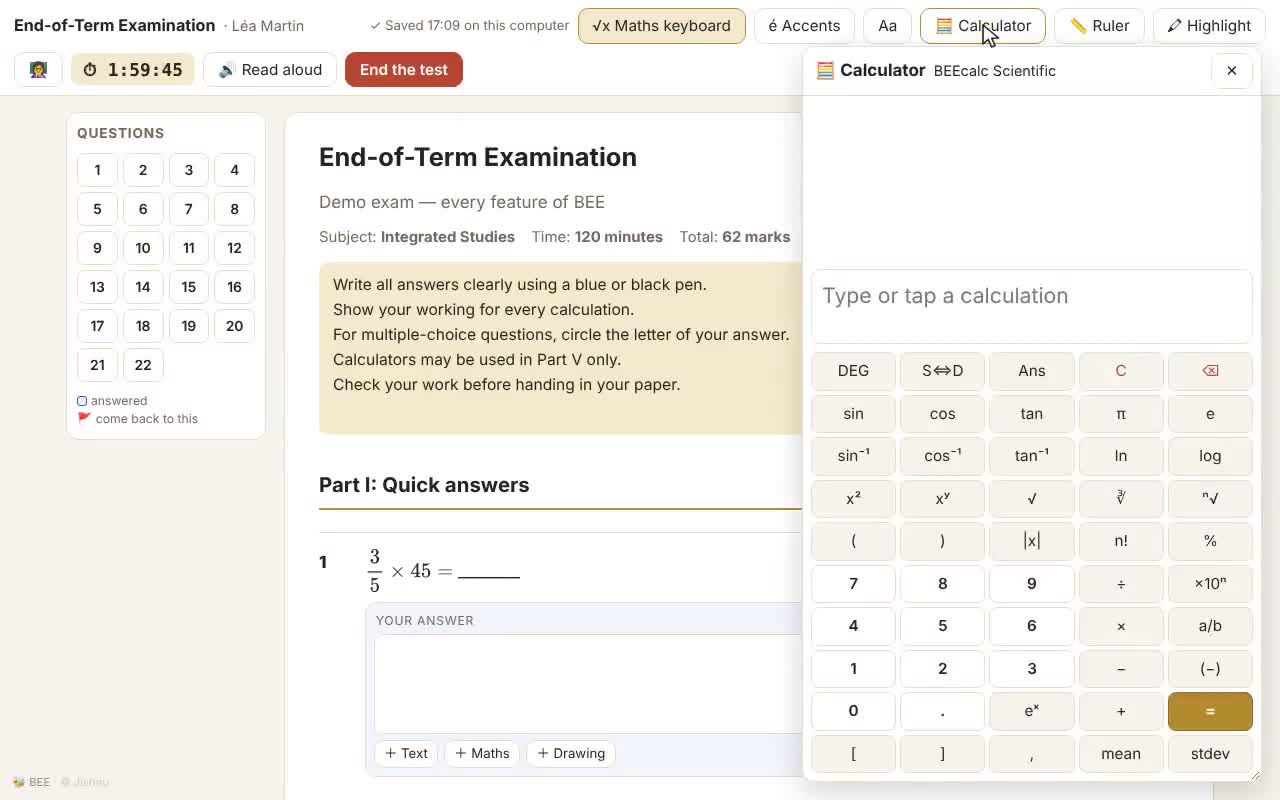 End-of-Term Examination · Léa Martin
✓ Saved 17:09 on this computer
√x Maths keyboard
é Accents
Aa
Calculator
Ruler
Highlight
1:59:45
Read aloud
End the test
Calculator BEEcalc Scientific
✕
QUESTIONS
1 2 3 4
5 6 7 8
9 10 11 12
13 14 15 16
17 18 19 20
21 22
answered
come back to this
End-of-Term Examination
Demo exam — every feature of BEE
Subject: Integrated Studies Time: 120 minutes Total: 62 marks
Write all answers clearly using a blue or black pen.
Show your working for every calculation.
For multiple-choice questions, circle the letter of your answer.
Calculators may be used in Part V only.
Check your work before handing in your paper.
Part I: Quick answers
1 3/5 × 45 = ______
YOUR ANSWER
+ Text + Maths + Drawing
Type or tap a calculation
DEG S⇔D Ans C ⌫
sin cos tan π e
sin⁻¹ cos⁻¹ tan⁻¹ ln log
x² xʸ √ ∛ ⁿ√
( ) |x| n! %
7 8 9 ÷ ×10ⁿ
4 5 6 × a/b
1 2 3 − (−)
0 . eˣ + =
[ ] , mean stdev
BEE © Jishnu